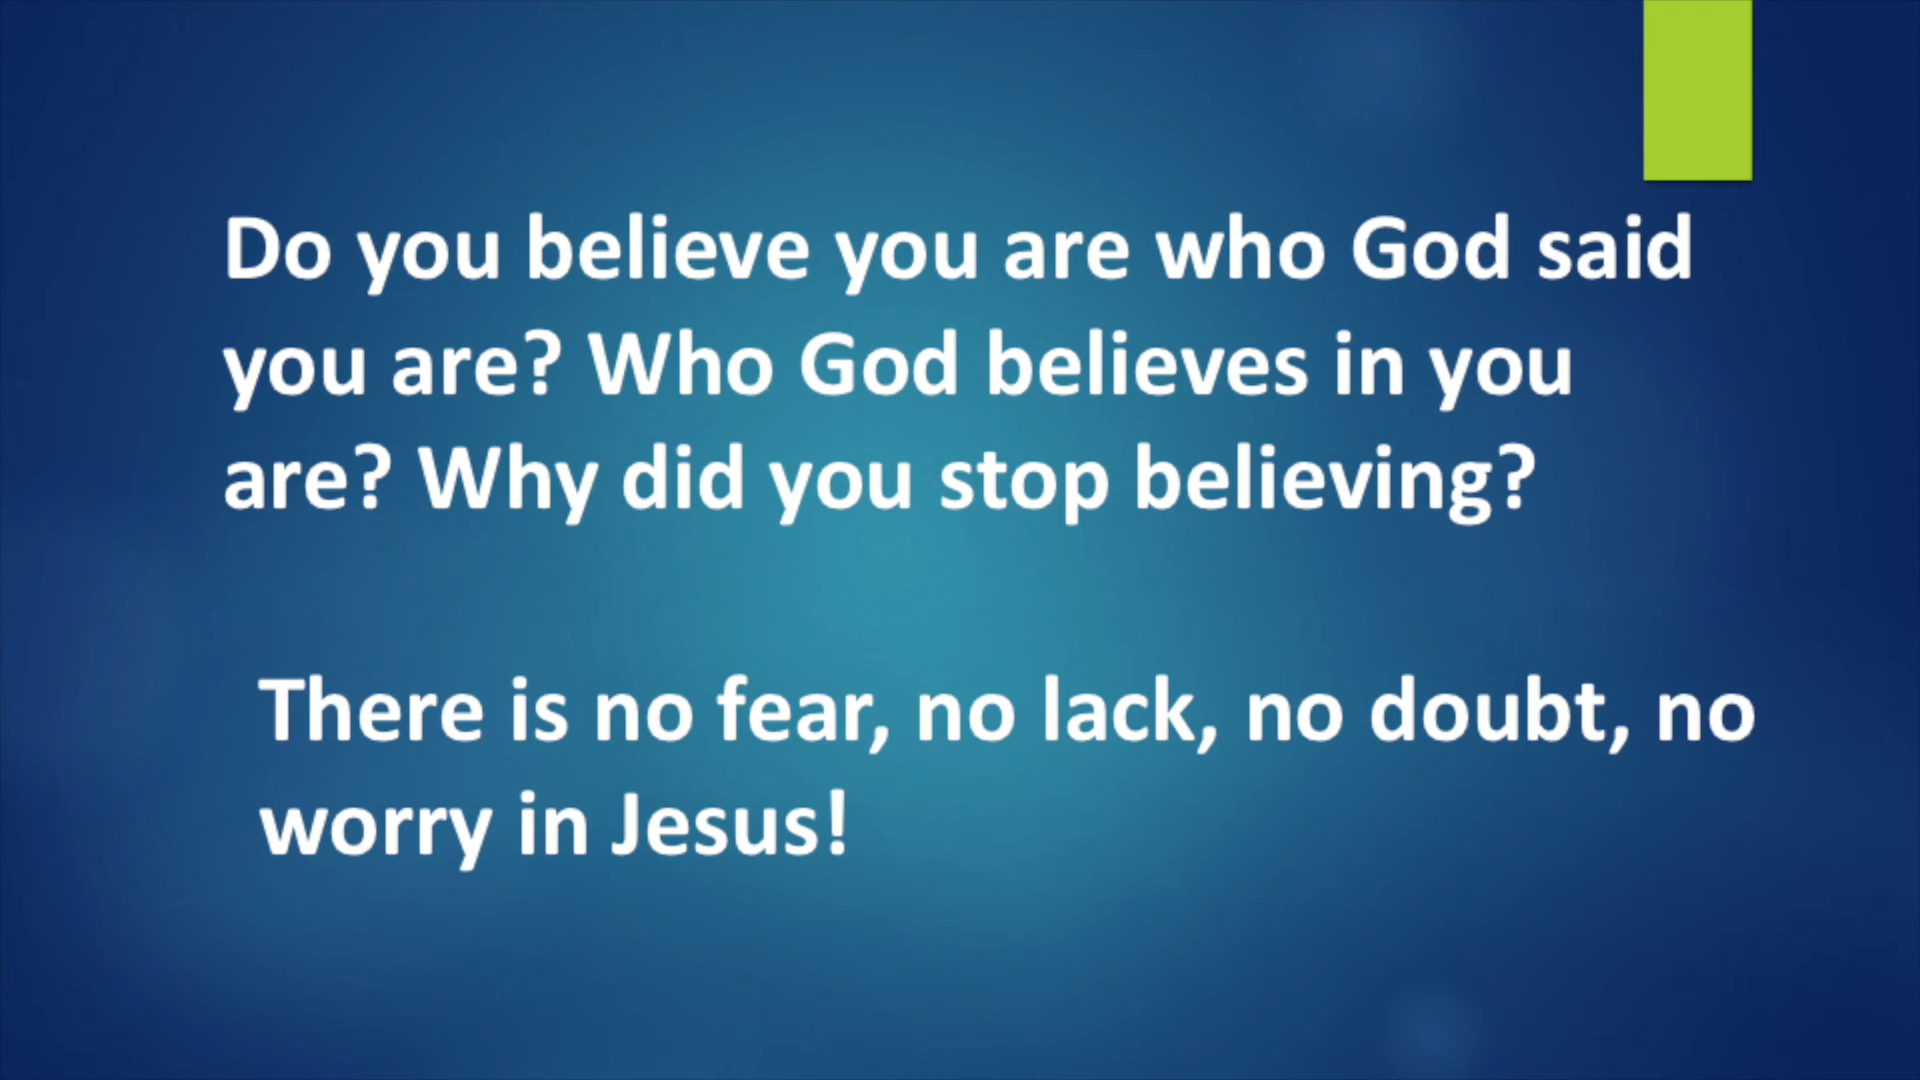 Do you believe you are who God said
you are? Who God believes in you
are? Why did you stop believing?
There is no fear, no lack, no doubt, no
worry in Jesus!